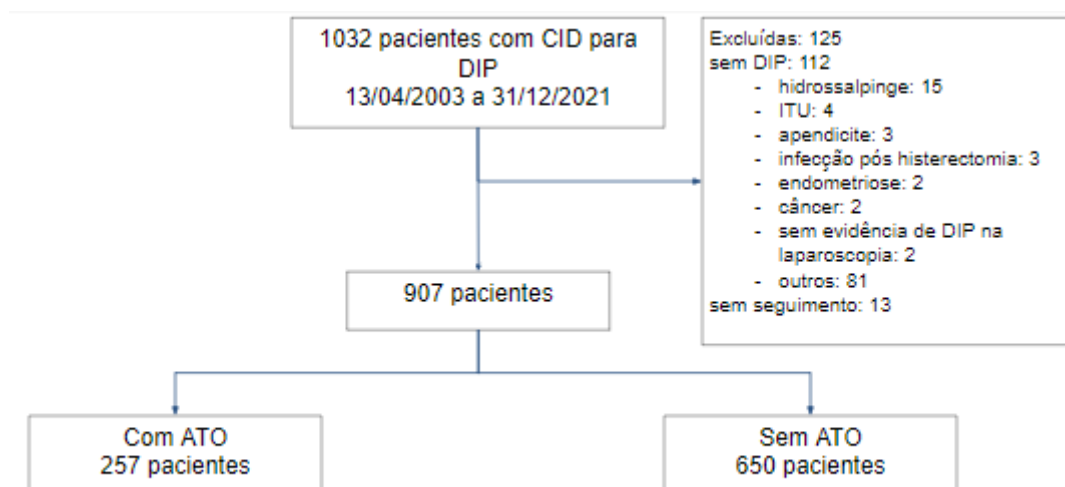 1032 pacientes com CID para
DIP
13/04/2003 a 31/12/2021
Excluídas: 125
sem DIP: 112
- hidrossalpinge: 15
- ITU: 4
- apendicite: 3
- infecção pós histerectomia: 3
- endometriose: 2
- câncer: 2
- sem evidência de DIP na
laparoscopia: 2
- outros: 81
sem seguimento: 13
907 pacientes
Com ATO
257 pacientes
Sem ATO
650 pacientes